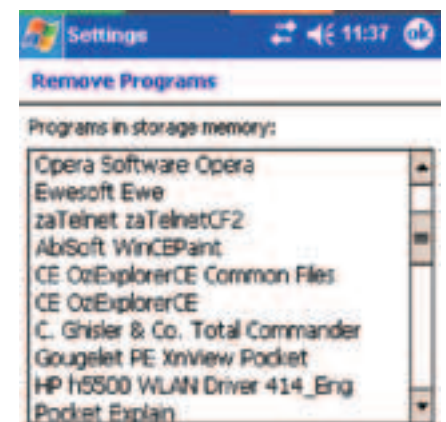 Settings 11:37 ok
Remove Programs
Programs in storage memory:
Opera Software Opera
Ewesoft Ewe
zaTelnet zaTelnetCF2
AbiSoft WinCEPaint
CE OziExplorerCE Common Files
CE OziExplorerCE
C. Ghisler & Co. Total Commander
Gougelet PE XnView Pocket
HP h5500 WLAN Driver 414_Eng
Pocket Explain